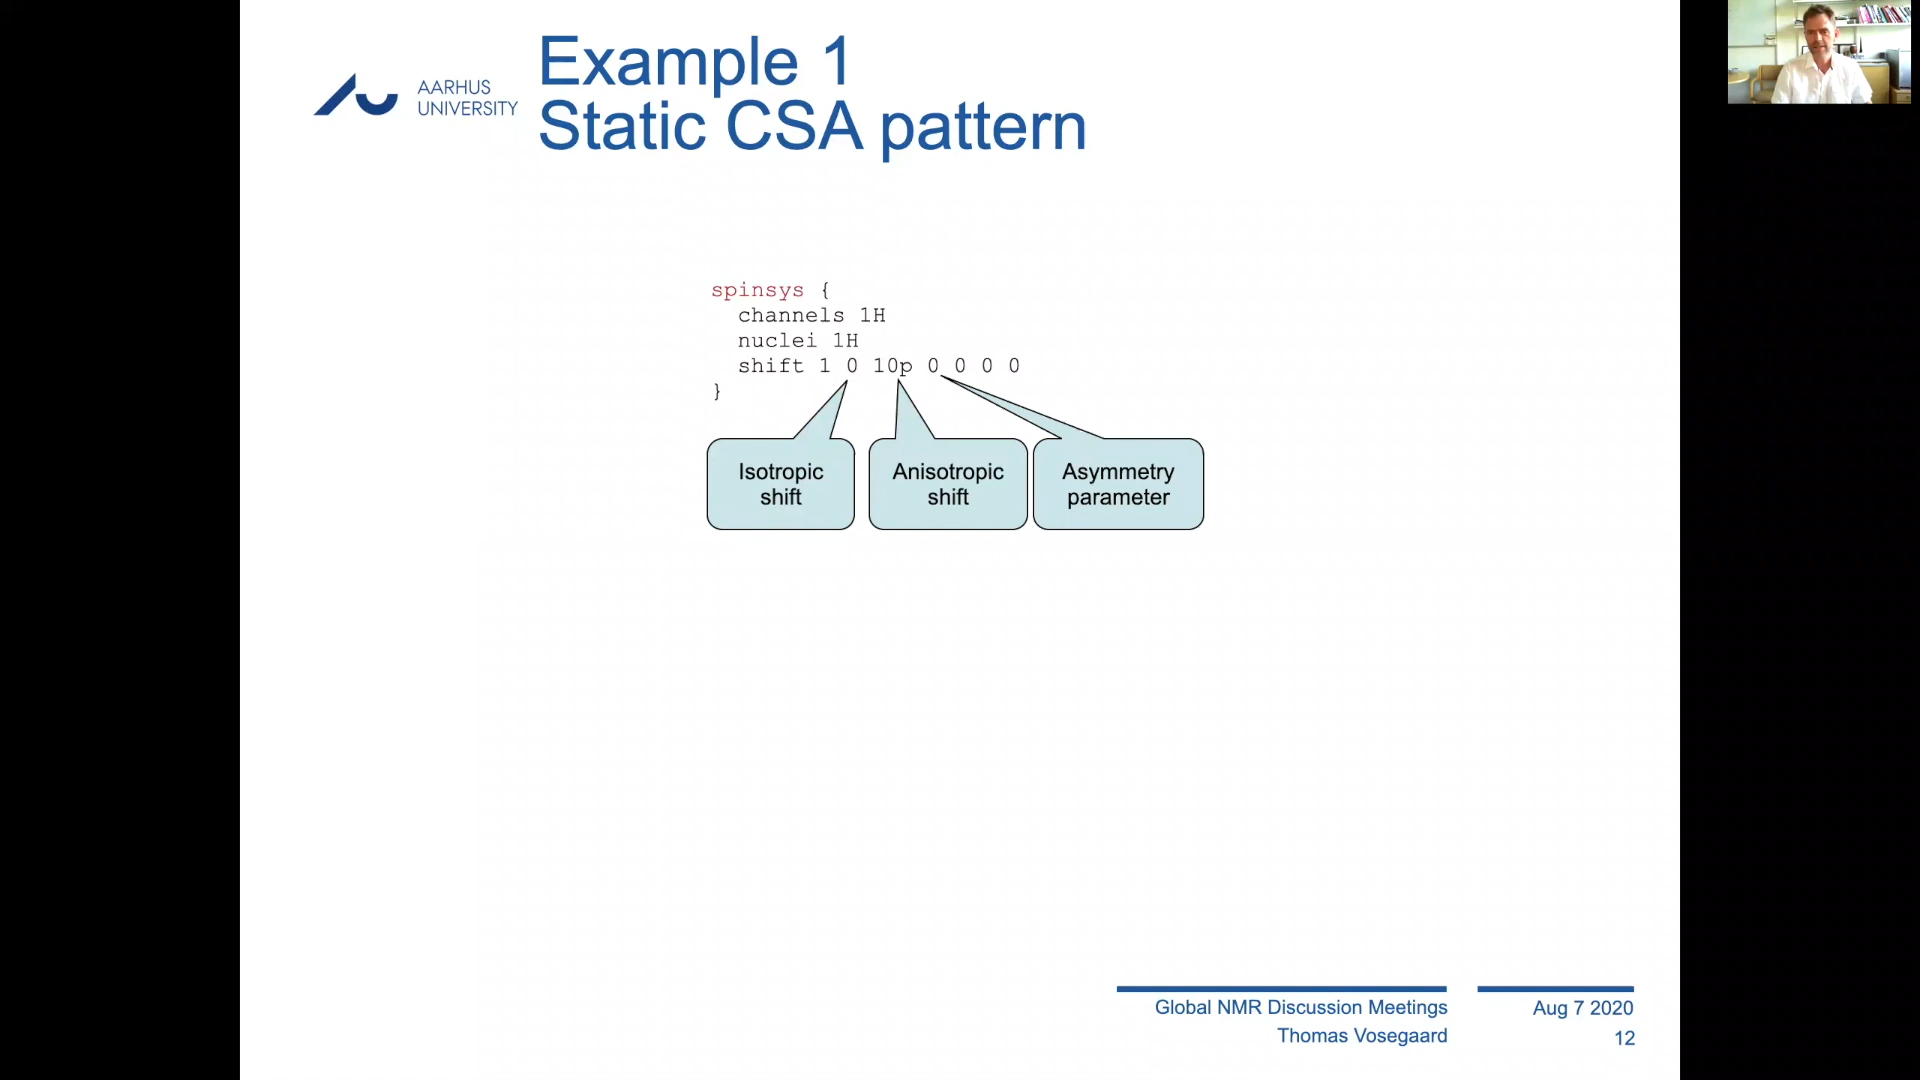 AARHUS
UNIVERSITY
Example 1
Static CSA pattern
spinsys {
channels 1H
nuclei 1H
shift 1 0 10p 0 0 0 0
}
Isotropic
shift
Anisotropic
shift
Asymmetry
parameter
Global NMR Discussion Meetings
Thomas Vosegaard
Aug 7 2020
12